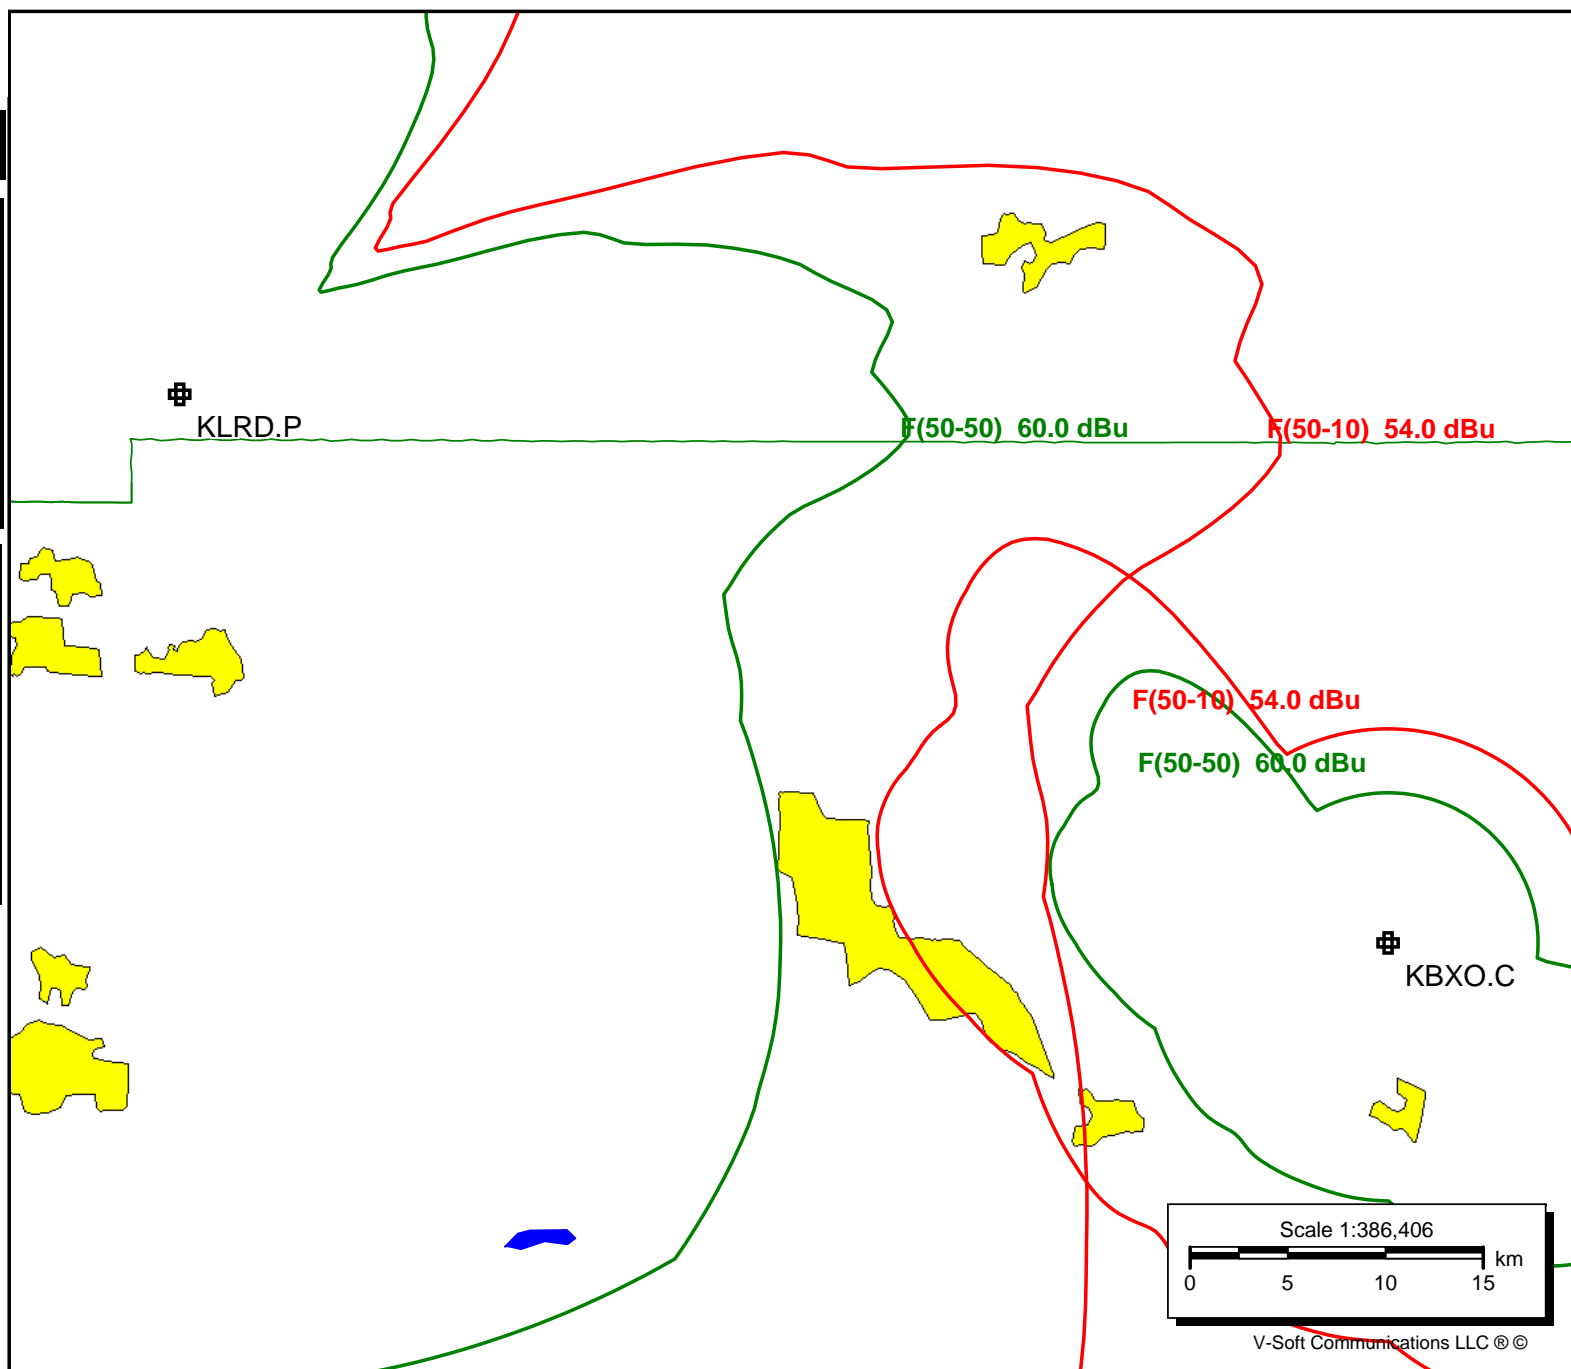 KLRD.P
F(50-50) 60.0 dBu
F(50-10) 54.0 dBu
F(50-10) 54.0 dBu
F(50-50) 60.0 dBu
KBXO.C
Scale 1:386,406
km
0 5 10 15
V-Soft Communications LLC ® ©